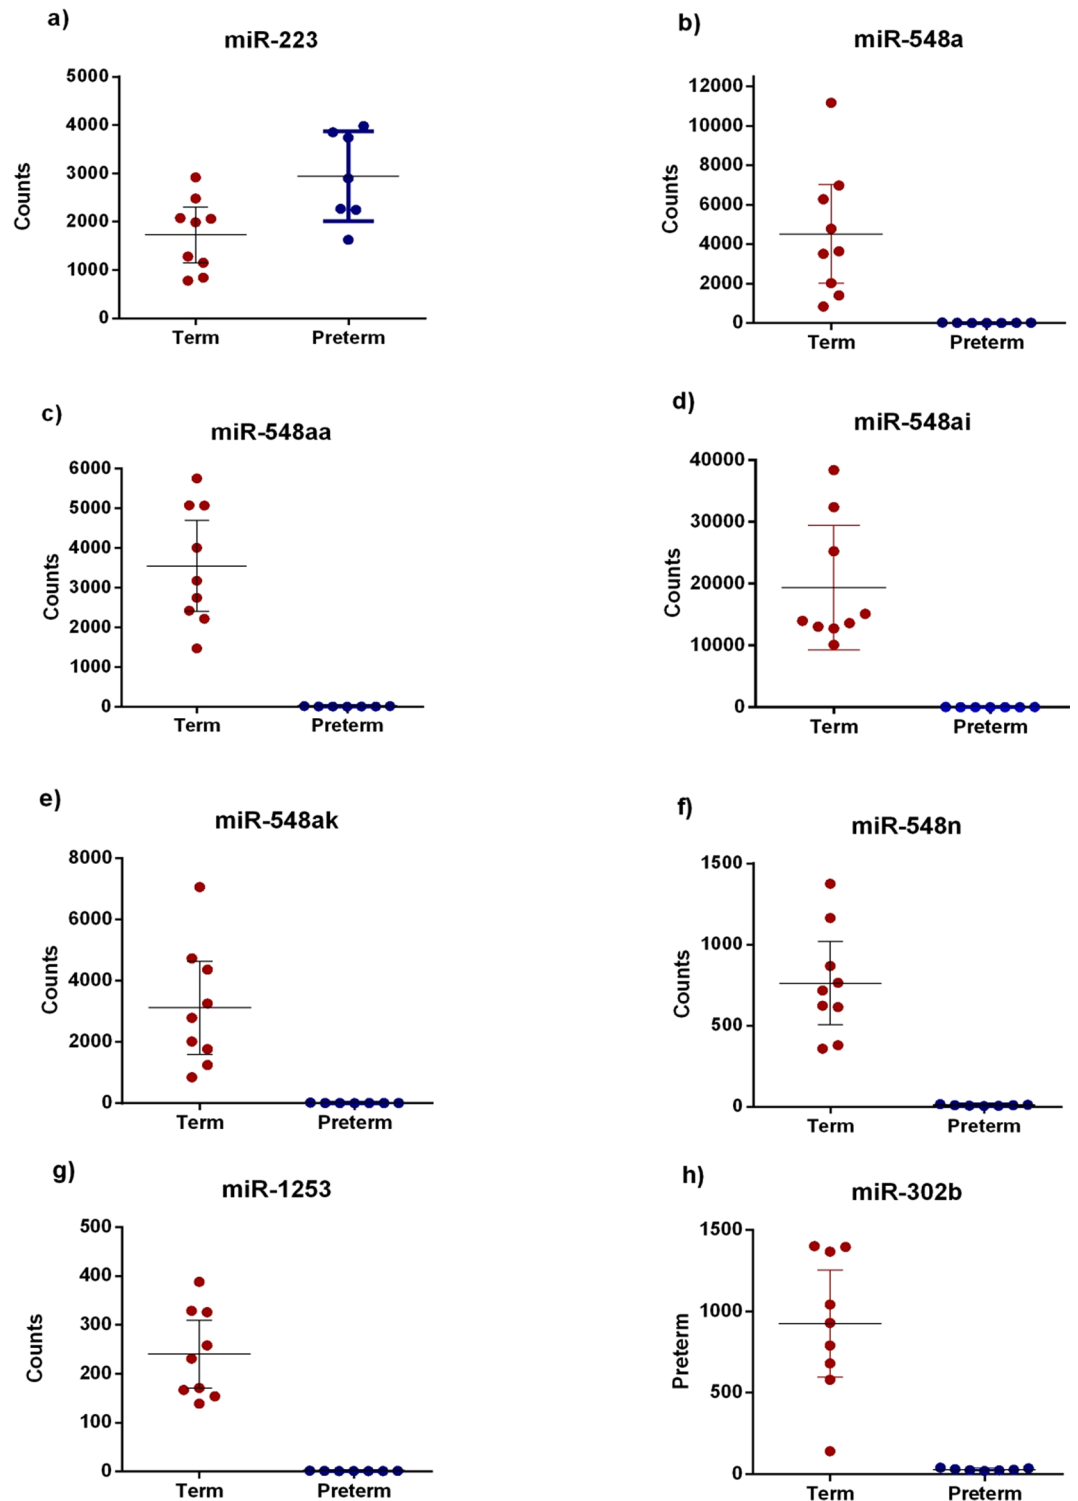 a)
miR-223
5000
4000
3000
2000
1000
0
Counts
Term Preterm
b)
miR-548a
12000
10000
8000
6000
4000
2000
0
Counts
Term Preterm
c)
miR-548aa
6000
5000
4000
3000
2000
1000
0
Counts
Term Preterm
d)
miR-548ai
40000
30000
20000
10000
0
Counts
Term Preterm
e)
miR-548ak
8000
6000
4000
2000
0
Counts
Term Preterm
f)
miR-548n
1500
1000
500
0
Counts
Term Preterm
g)
miR-1253
500
400
300
200
100
0
Counts
Term Preterm
h)
miR-302b
1500
1000
500
0
Preterm
Term Preterm